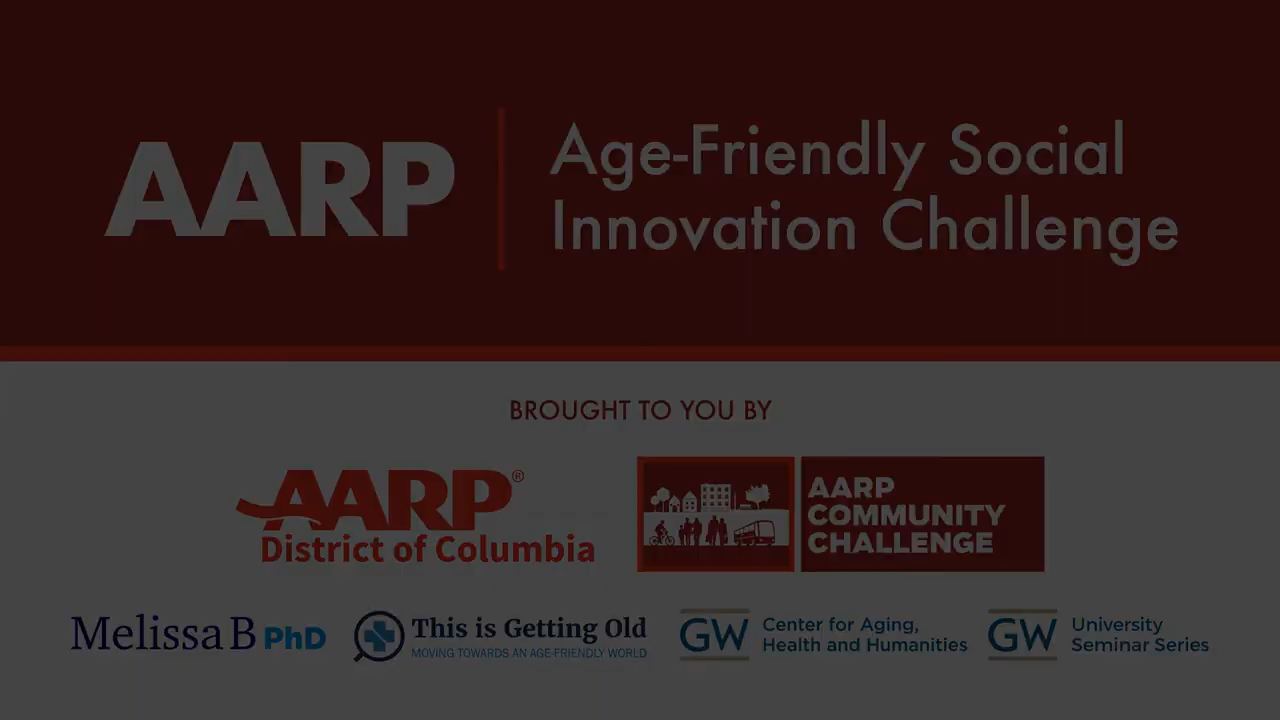 AARP
Age-Friendly Social
Innovation Challenge
BROUGHT TO YOU BY
AARP®
District of Columbia
AARP
COMMUNITY
CHALLENGE
Melissa B PhD
This is Getting Old
MOVING TOWARDS AN AGE-FRIENDLY WORLD
GW
Center for Aging,
Health and Humanities
GW
University
Seminar Series